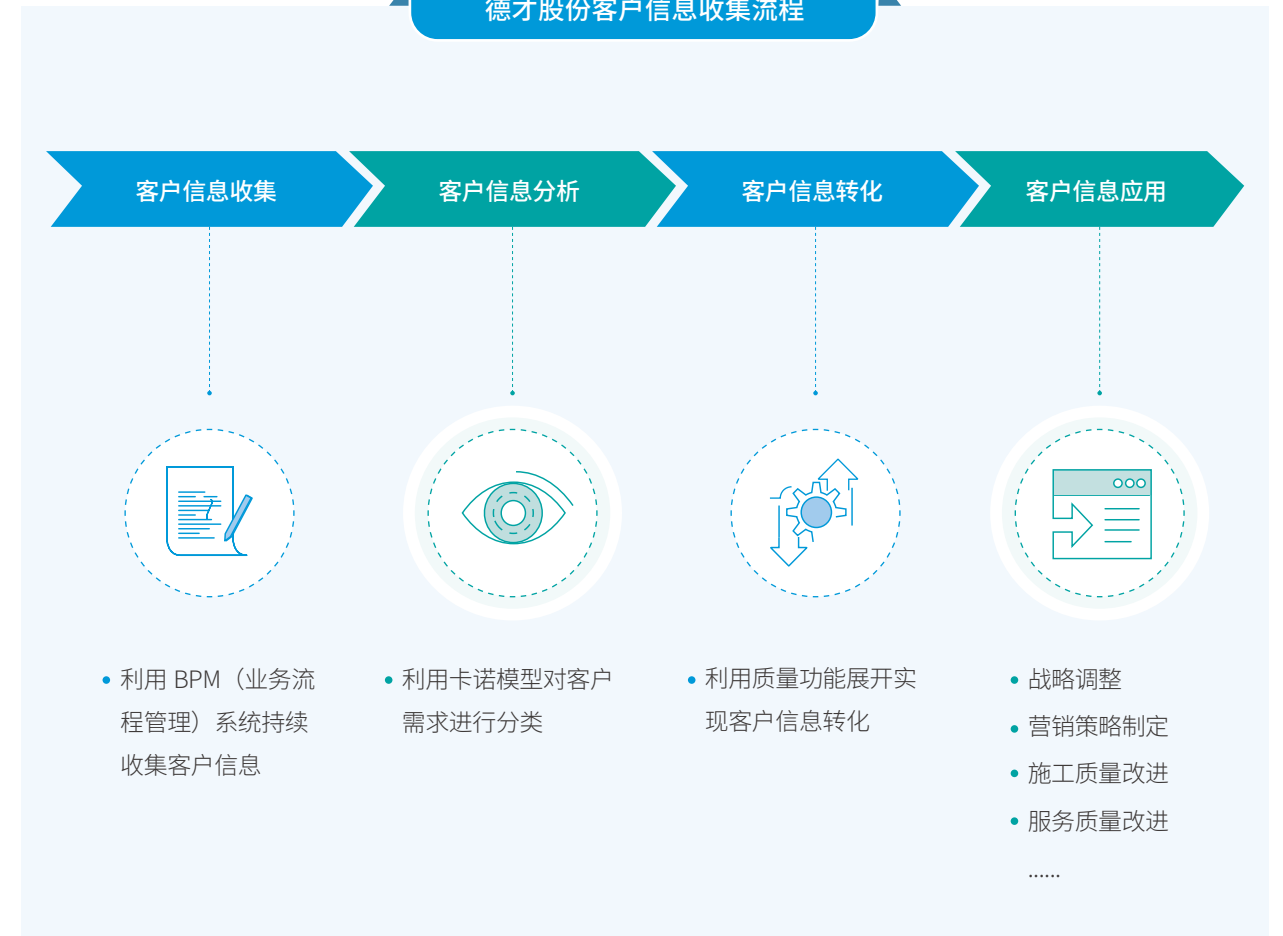 德才股份客户信息收集流程
客户信息收集
客户信息分析
客户信息转化
客户信息应用
• 利用 BPM（业务流
程管理）系统持续
收集客户信息
• 利用卡诺模型对客户
需求进行分类
• 利用质量功能展开实
现客户信息转化
• 战略调整
• 营销策略制定
• 施工质量改进
• 服务质量改进
......